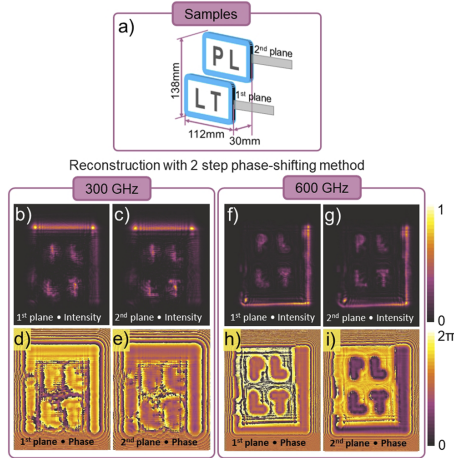 Samples
a)
2nd plane
PL
138mm
1st plane
LT
112mm
30mm
Reconstruction with 2 step phase-shifting method
300 GHz
600 GHz
b)
c)
f)
g)
1
1st plane • Intensity
2nd plane • Intensity
1st plane • Intensity
2nd plane • Intensity
0
d)
e)
h)
i)
2π
1st plane • Phase
2nd plane • Phase
1st plane • Phase
2nd plane • Phase
0